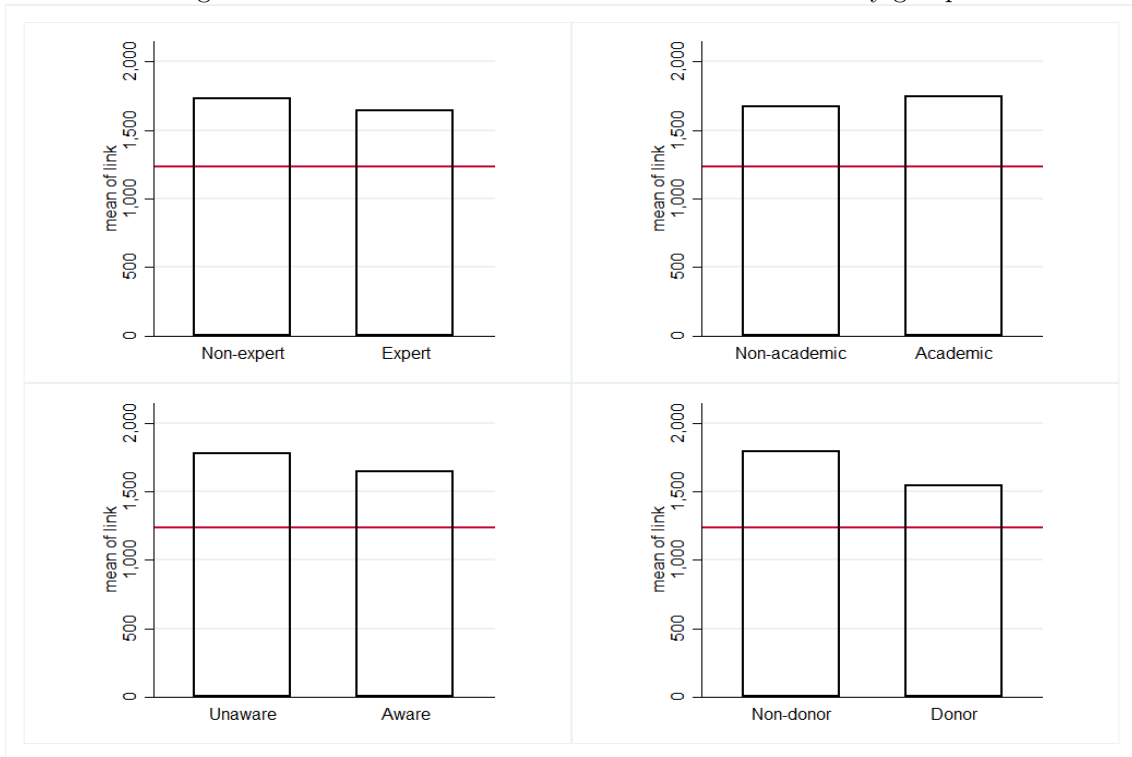 2,000
1,500
1,000
500
0
mean of link
Non-expert Expert
2,000
1,500
1,000
500
0
mean of link
Non-academic Academic
2,000
1,500
1,000
500
0
mean of link
Unaware Aware
2,000
1,500
1,000
500
0
mean of link
Non-donor Donor